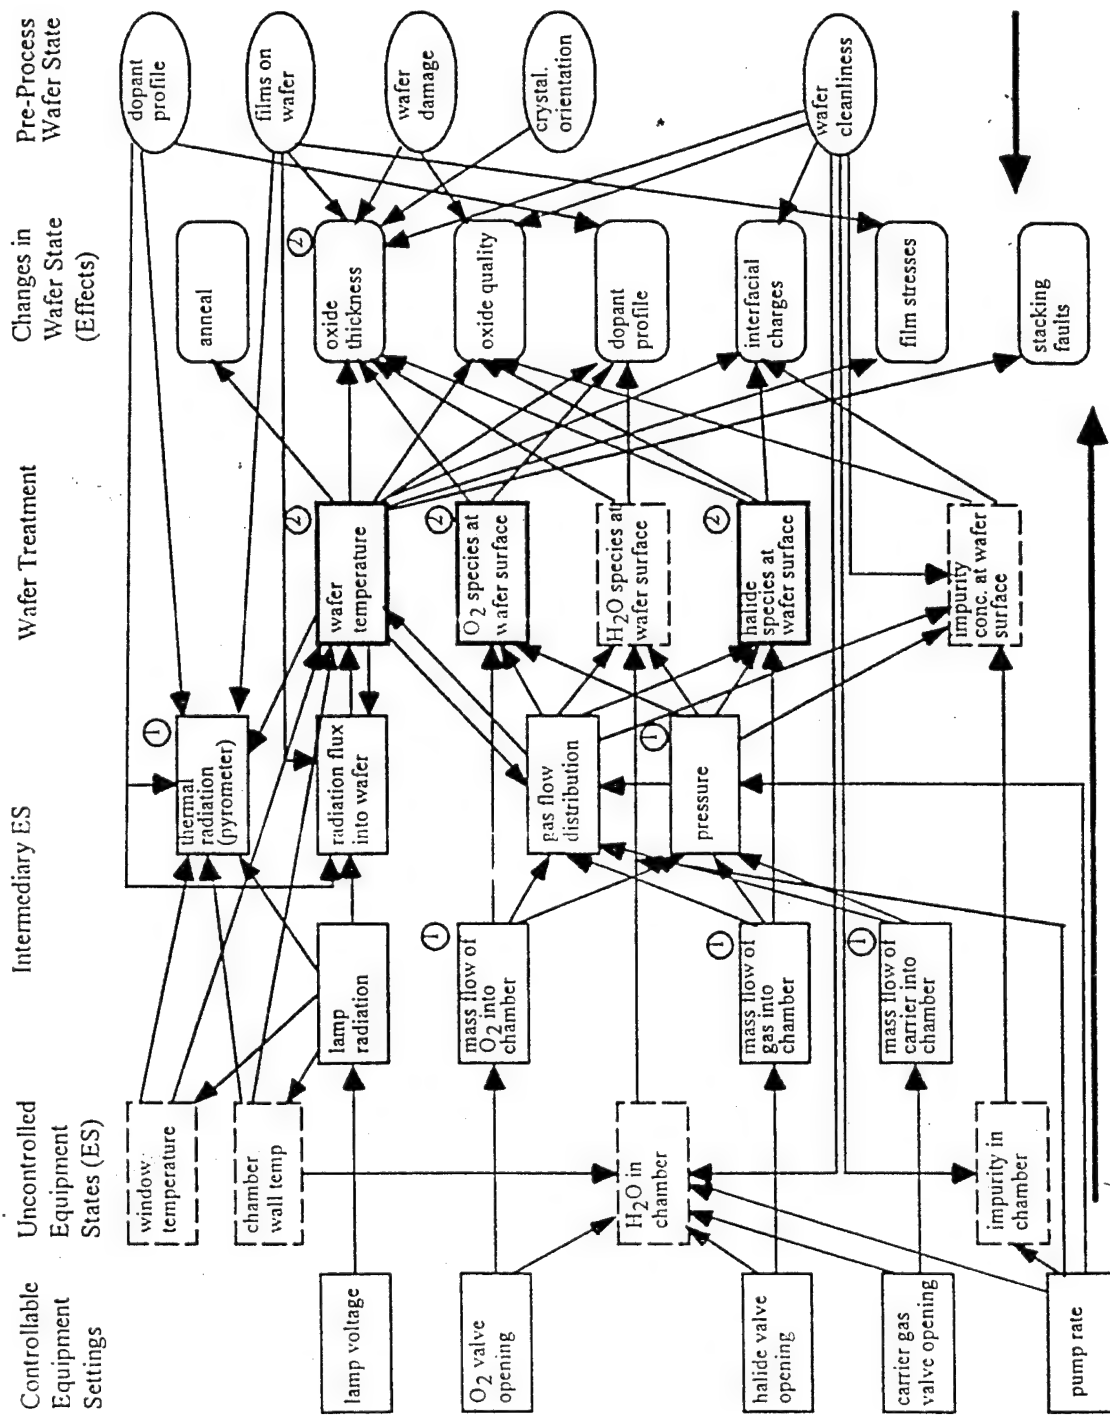 Controllable
Equipment
Settings
Uncontrolled
Equipment
States (ES)
Intermediary ES
Wafer Treatment
Changes in
Wafer State
(Effects)
Pre-Process
Wafer State
lamp voltage
O2 valve
opening
halide valve
opening
carrier gas
valve opening
pump rate
window
temperature
chamber
wall temp
H2O in
chamber
impurity in
chamber
lamp
radiation
1
mass flow of
O2 into
chamber
1
mass flow of
gas into
chamber
1
mass flow of
carrier into
chamber
1
thermal
radiation
(pyrometer)
radiation flux
into wafer
gas flow
distribution
1
pressure
2
wafer
temperature
2
O2 species at
wafer surface
H2O species at
wafer surface
2
halide
species at
wafer surface
impurity
conc. at wafer
surface
anneal
2
oxide
thickness
oxide quality
dopant
profile
interfacial
charges
film stresses
stacking
faults
dopant
profile
films on
wafer
wafer
damage
crystal.
orientation
wafer
cleanliness